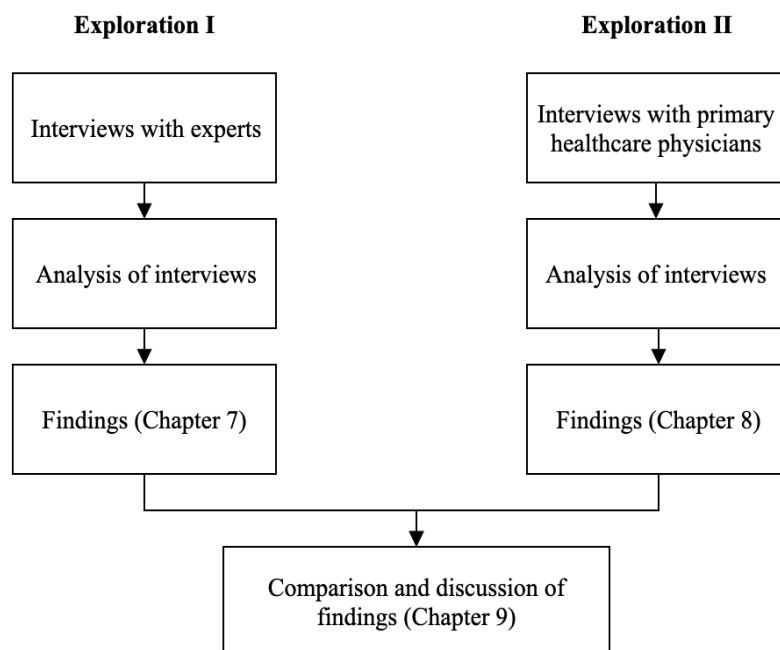 Exploration I
Interviews with experts
Analysis of interviews
Findings (Chapter 7)
Exploration II
Interviews with primary
healthcare physicians
Analysis of interviews
Findings (Chapter 8)
Comparison and discussion of
findings (Chapter 9)